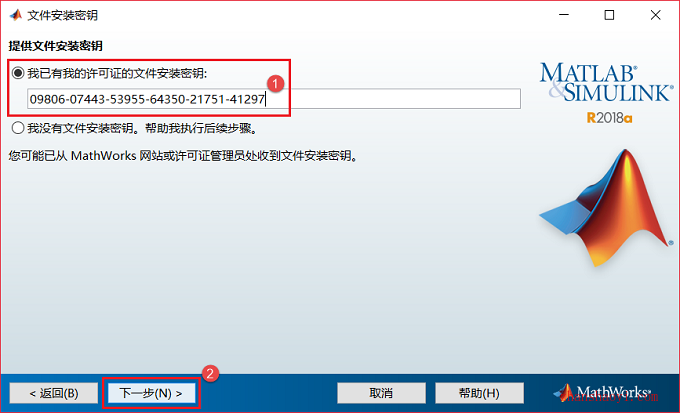 文件安装密钥
提供文件安装密钥
我已有我的许可证的文件安装密钥:
1
09806-07443-53955-64350-21751-41297
我没有文件安装密钥。帮助我执行后续步骤。
您可能已从 MathWorks 网站或许可证管理员处收到文件安装密钥。
MATLAB®
&SIMULINK®
R2018a
®
2
< 返回(B)
下一步(N) >
取消
帮助(H)
MathWorks®